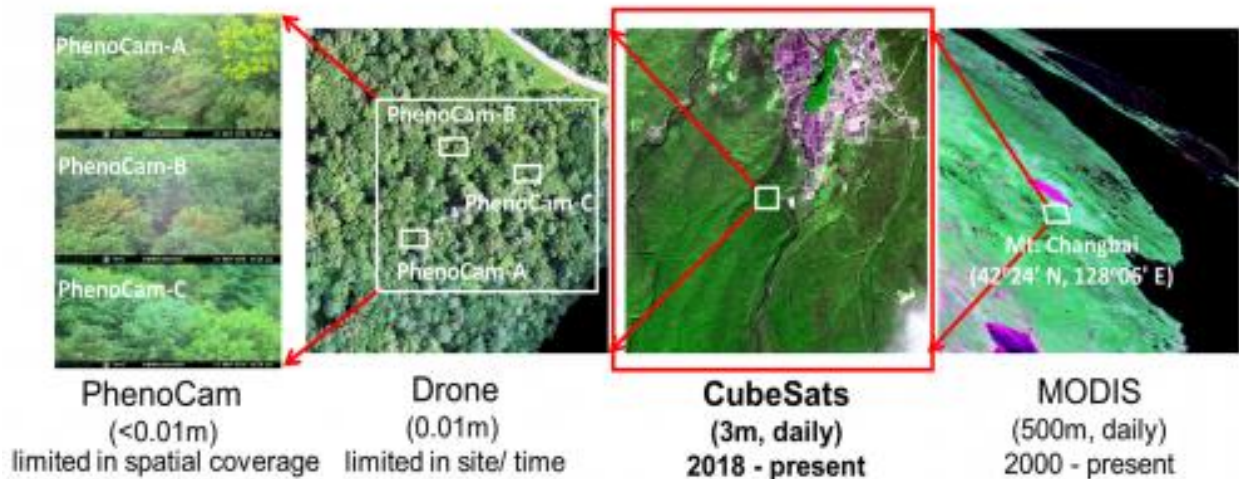 PhenoCam-A
PhenoCam-B
PhenoCam-C
PhenoCam-B
PhenoCam-C
PhenoCam-A
Mt. Changbai
(42°24' N, 128°06' E)
PhenoCam
(<0.01m)
limited in spatial coverage
Drone
(0.01m)
limited in site/ time
CubeSats
(3m, daily)
2018 - present
MODIS
(500m, daily)
2000 - present